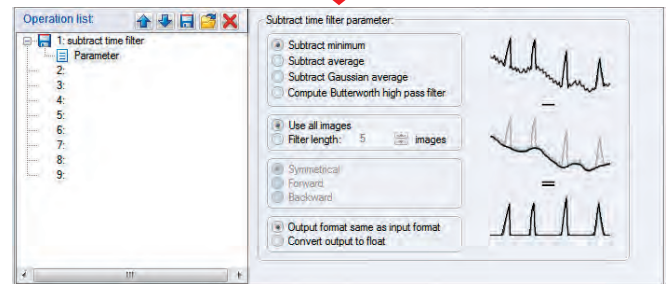 Operation list:
1: subtract time filter
Parameter
2:
3:
4:
5:
6:
7:
8:
9:
Subtract time filter parameter:
Subtract minimum
Subtract average
Subtract Gaussian average
Compute Butterworth high pass filter
Use all images
Filter length: 5 images
Symmetrical
Forward
Backward
Output format same as input format
Convert output to float